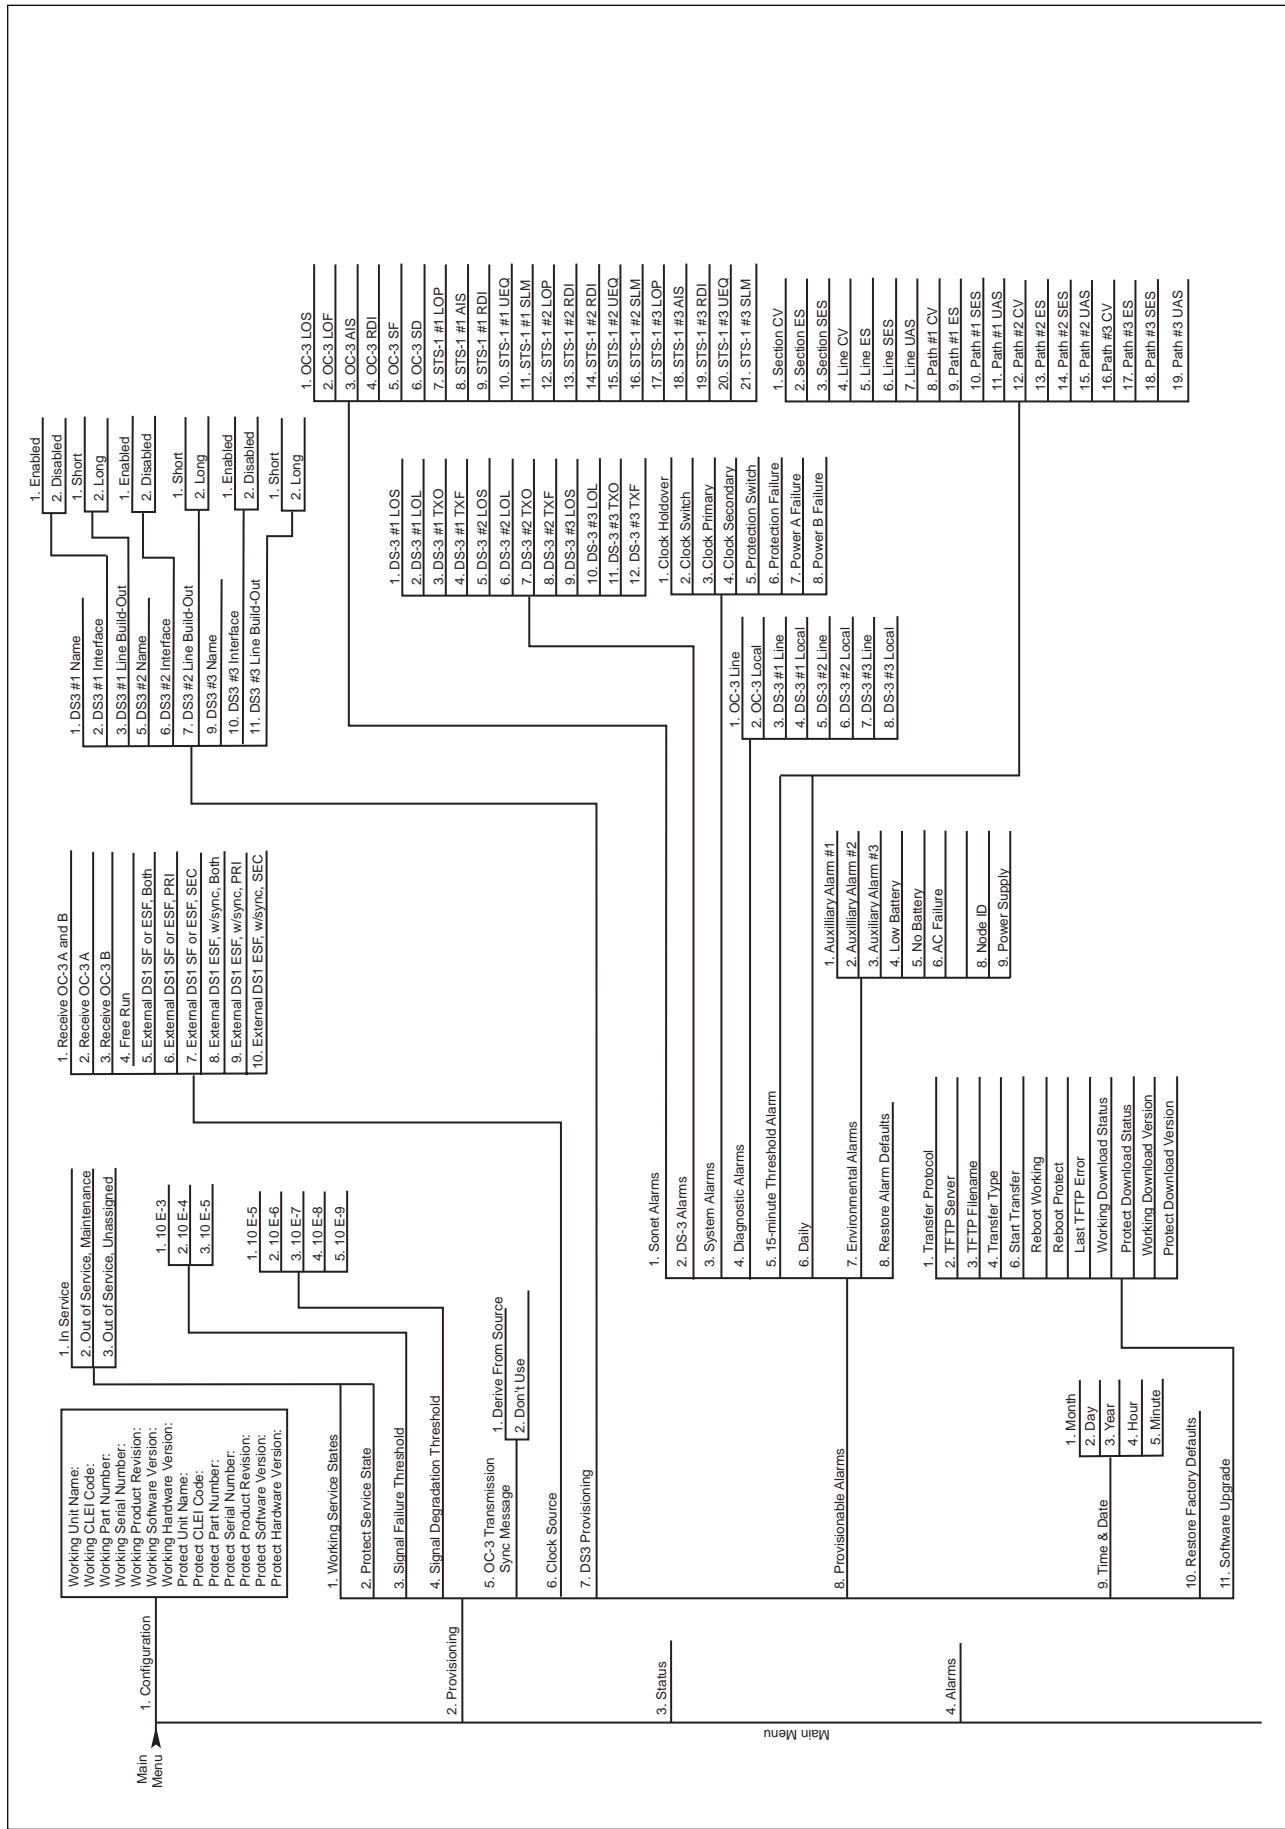 Main
Menu
1. Configuration
Working Unit Name:
Working CLEI Code:
Working Part Number:
Working Serial Number:
Working Product Revision:
Working Software Version:
Working Hardware Version:
Protect Unit Name:
Protect CLEI Code:
Protect Part Number:
Protect Serial Number:
Protect Product Revision:
Protect Software Version:
Protect Hardware Version:
2. Provisioning
1. Working Service States
2. Protect Service State
1. In Service
2. Out of Service, Maintenance
3. Out of Service, Unassigned
3. Signal Failure Threshold
1. 10 E-3
2. 10 E-4
3. 10 E-5
4. Signal Degradation Threshold
1. 10 E-5
2. 10 E-6
3. 10 E-7
4. 10 E-8
5. 10 E-9
5. OC-3 Transmission
Sync Message
1. Derive From Source
2. Don't Use
6. Clock Source
1. Receive OC-3 A and B
2. Receive OC-3 A
3. Receive OC-3 B
4. Free Run
5. External DS1 SF or ESF, Both
6. External DS1 SF or ESF, PRI
7. External DS1 SF or ESF, SEC
8. External DS1 ESF, w/sync, Both
9. External DS1 ESF, w/sync, PRI
10. External DS1 ESF, w/sync, SEC
7. DS3 Provisioning
1. DS3 #1 Name
2. DS3 #1 Interface
3. DS3 #1 Line Build-Out
5. DS3 #2 Name
6. DS3 #2 Interface
7. DS3 #2 Line Build-Out
9. DS3 #3 Name
10. DS3 #3 Interface
11. DS3 #3 Line Build-Out
1. Enabled
2. Disabled
1. Short
2. Long
1. Enabled
2. Disabled
1. Short
2. Long
1. Enabled
2. Disabled
1. Short
2. Long
8. Provisionable Alarms
1. Sonet Alarms
2. DS-3 Alarms
3. System Alarms
4. Diagnostic Alarms
5. 15-minute Threshold Alarm
6. Daily
7. Environmental Alarms
8. Restore Alarm Defaults
1. OC-3 LOS
2. OC-3 LOF
3. OC-3 AIS
4. OC-3 RDI
5. OC-3 SF
6. OC-3 SD
7. STS-1 #1 LOP
8. STS-1 #1 AIS
9. STS-1 #1 RDI
10. STS-1 #1 UEQ
11. STS-1 #1 SLM
12. STS-1 #2 LOP
13. STS-1 #2 RDI
14. STS-1 #2 RDI
15. STS-1 #2 UEQ
16. STS-1 #2 SLM
17. STS-1 #3 LOP
18. STS-1 #3 AIS
19. STS-1 #3 RDI
20. STS-1 #3 UEQ
21. STS-1 #3 SLM
1. DS-3 #1 LOS
2. DS-3 #1 LOL
3. DS-3 #1 TXO
4. DS-3 #1 TXF
5. DS-3 #2 LOS
6. DS-3 #2 LOL
7. DS-3 #2 TXO
8. DS-3 #2 TXF
9. DS-3 #3 LOS
10. DS-3 #3 LOL
11. DS-3 #3 TXO
12. DS-3 #3 TXF
1. Clock Holdover
2. Clock Switch
3. Clock Primary
4. Clock Secondary
5. Protection Switch
6. Protection Failure
7. Power A Failure
8. Power B Failure
1. OC-3 Line
2. OC-3 Local
3. DS-3 #1 Line
4. DS-3 #1 Local
5. DS-3 #2 Line
6. DS-3 #2 Local
7. DS-3 #3 Line
8. DS-3 #3 Local
1. Section CV
2. Section ES
3. Section SES
4. Line CV
5. Line ES
6. Line SES
7. Line UAS
8. Path #1 CV
9. Path #1 ES
10. Path #1 SES
11. Path #1 UAS
12. Path #2 CV
13. Path #2 ES
14. Path #2 SES
15. Path #2 UAS
16.Path #3 CV
17. Path #3 ES
18. Path #3 SES
19. Path #3 UAS
1. Auxilliary Alarm #1
2. Auxilliary Alarm #2
3. Auxiliary Alarm #3
4. Low Battery
5. No Battery
6. AC Failure
8. Node ID
9. Power Supply
9. Time & Date
1. Month
2. Day
3. Year
4. Hour
5. Minute
10. Restore Factory Defaults
11. Software Upgrade
1. Transfer Protocol
2. TFTP Server
3. TFTP Filename
4. Transfer Type
6. Start Transfer
Reboot Working
Reboot Protect
Last TFTP Error
Working Download Status
Protect Download Status
Working Download Version
Protect Download Version
3. Status
4. Alarms
Main Menu